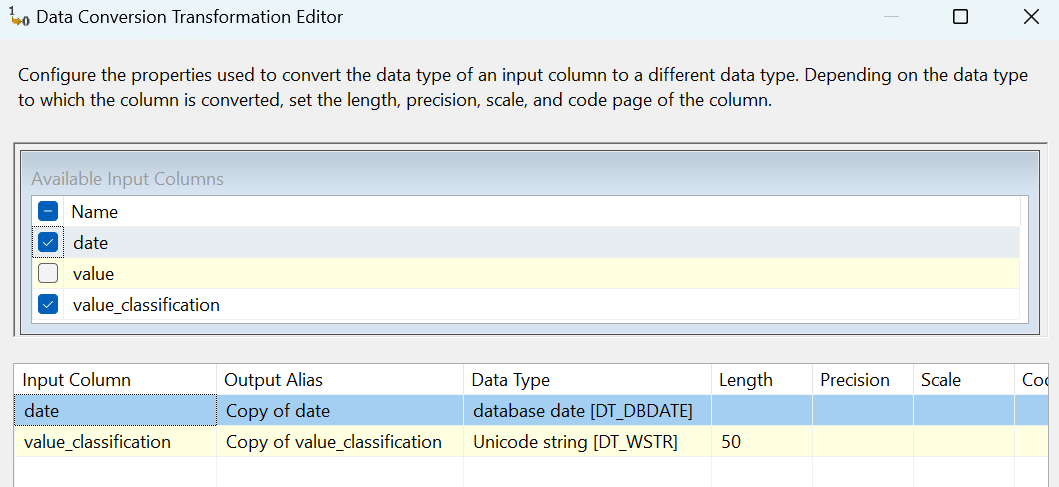 Data Conversion Transformation Editor
Configure the properties used to convert the data type of an input column to a different data type. Depending on the data type
to which the column is converted, set the length, precision, scale, and code page of the column.
Available Input Columns
Name
date
value
value_classification
Input Column Output Alias Data Type Length Precision Scale
date Copy of date database date [DT_DBDATE]
value_classification Copy of value_classification Unicode string [DT_WSTR] 50